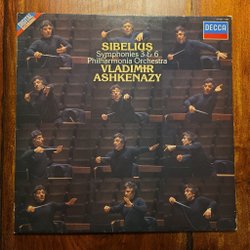 DIGITAL
DECCA
SIBELIUS
Symphonies 3 & 6
Philharmonia Orchestra
VLADIMIR
ASHKENAZY